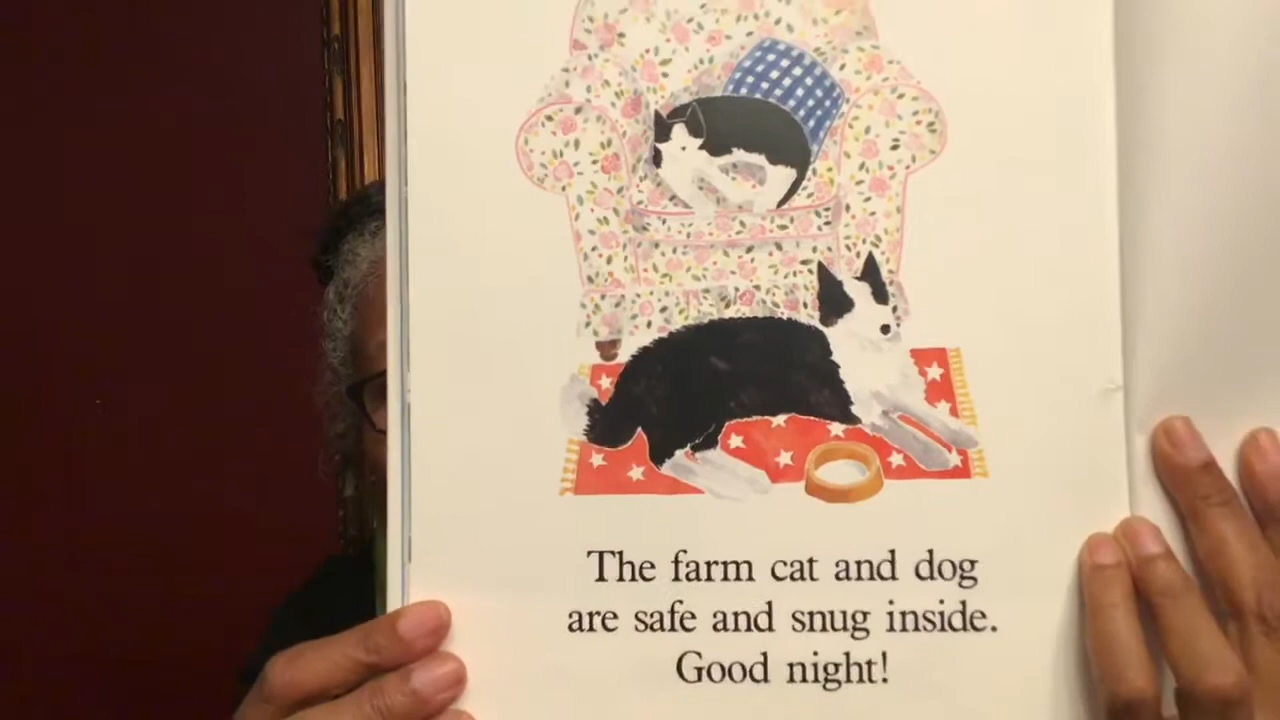 The farm cat and dog
are safe and snug inside.
Good night!